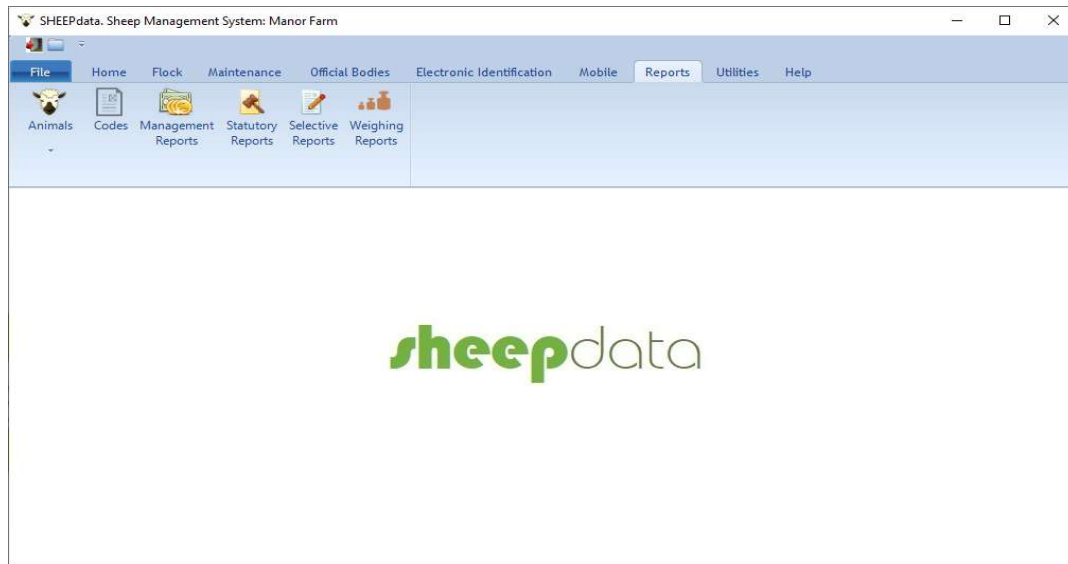 SHEEPdata. Sheep Management System: Manor Farm
File Home Flock Maintenance Official Bodies Electronic Identification Mobile Reports Utilities Help
Animals Codes Management Reports Statutory Reports Selective Reports Weighing Reports
sheepdata